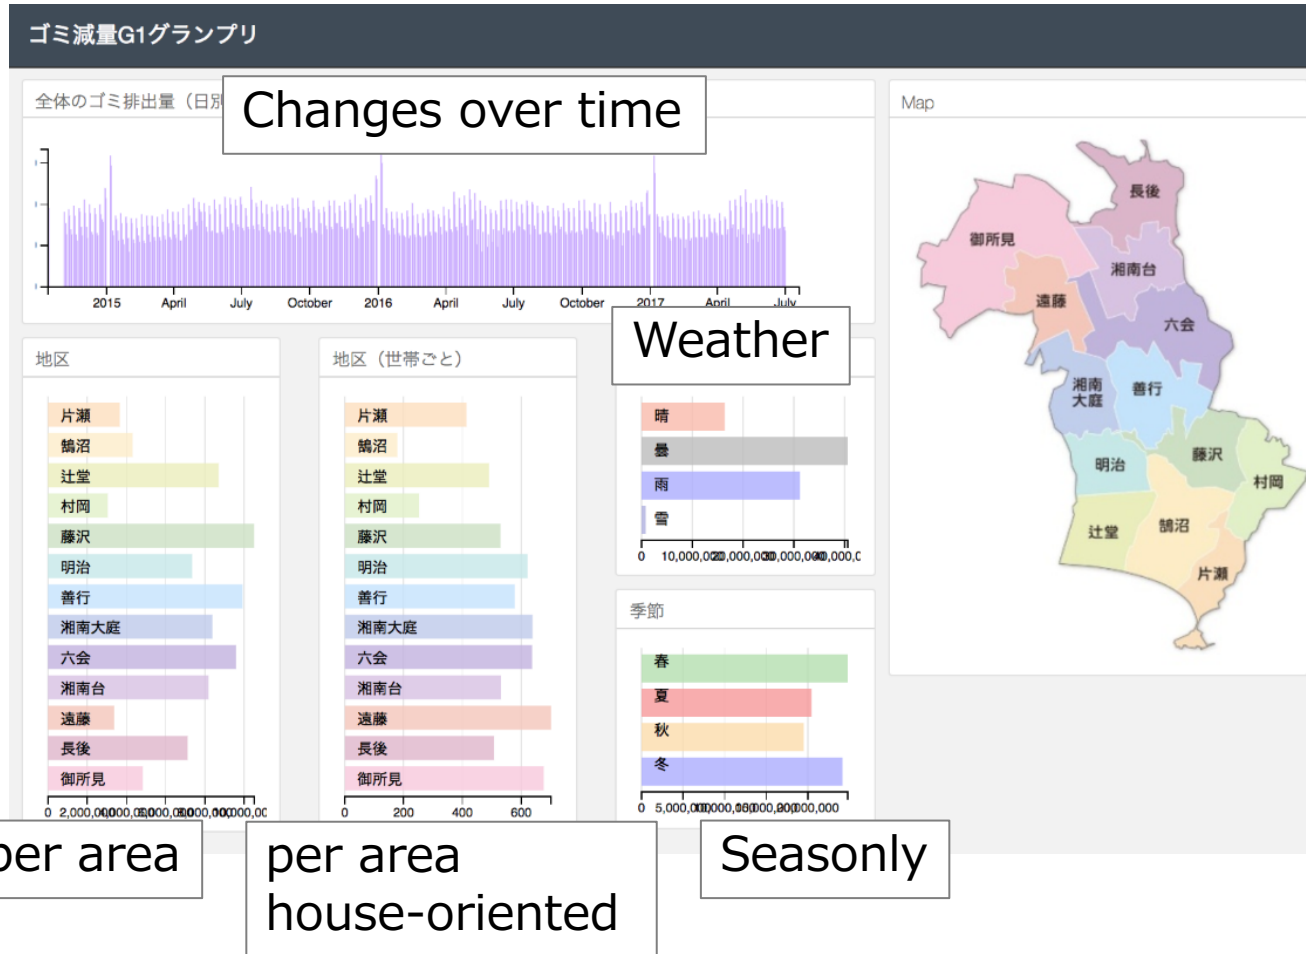 ゴミ減量G1グランプリ
全体のゴミ排出量（日別
Changes over time
2015 April July October 2016 April July October 2017 April July
Map
長後
御所見
湘南台
遠藤
六会
湘南
大庭
善行
明治
藤沢
村岡
辻堂
鵠沼
片瀬
地区
片瀬
鵠沼
辻堂
村岡
藤沢
明治
善行
湘南大庭
六会
湘南台
遠藤
長後
御所見
0
per area
地区（世帯ごと）
片瀬
鵠沼
辻堂
村岡
藤沢
明治
善行
湘南大庭
六会
湘南台
遠藤
長後
御所見
0 200 400 600
per area
house-oriented
Weather
晴
曇
雨
雪
0
季節
春
夏
秋
冬
0
Seasonly